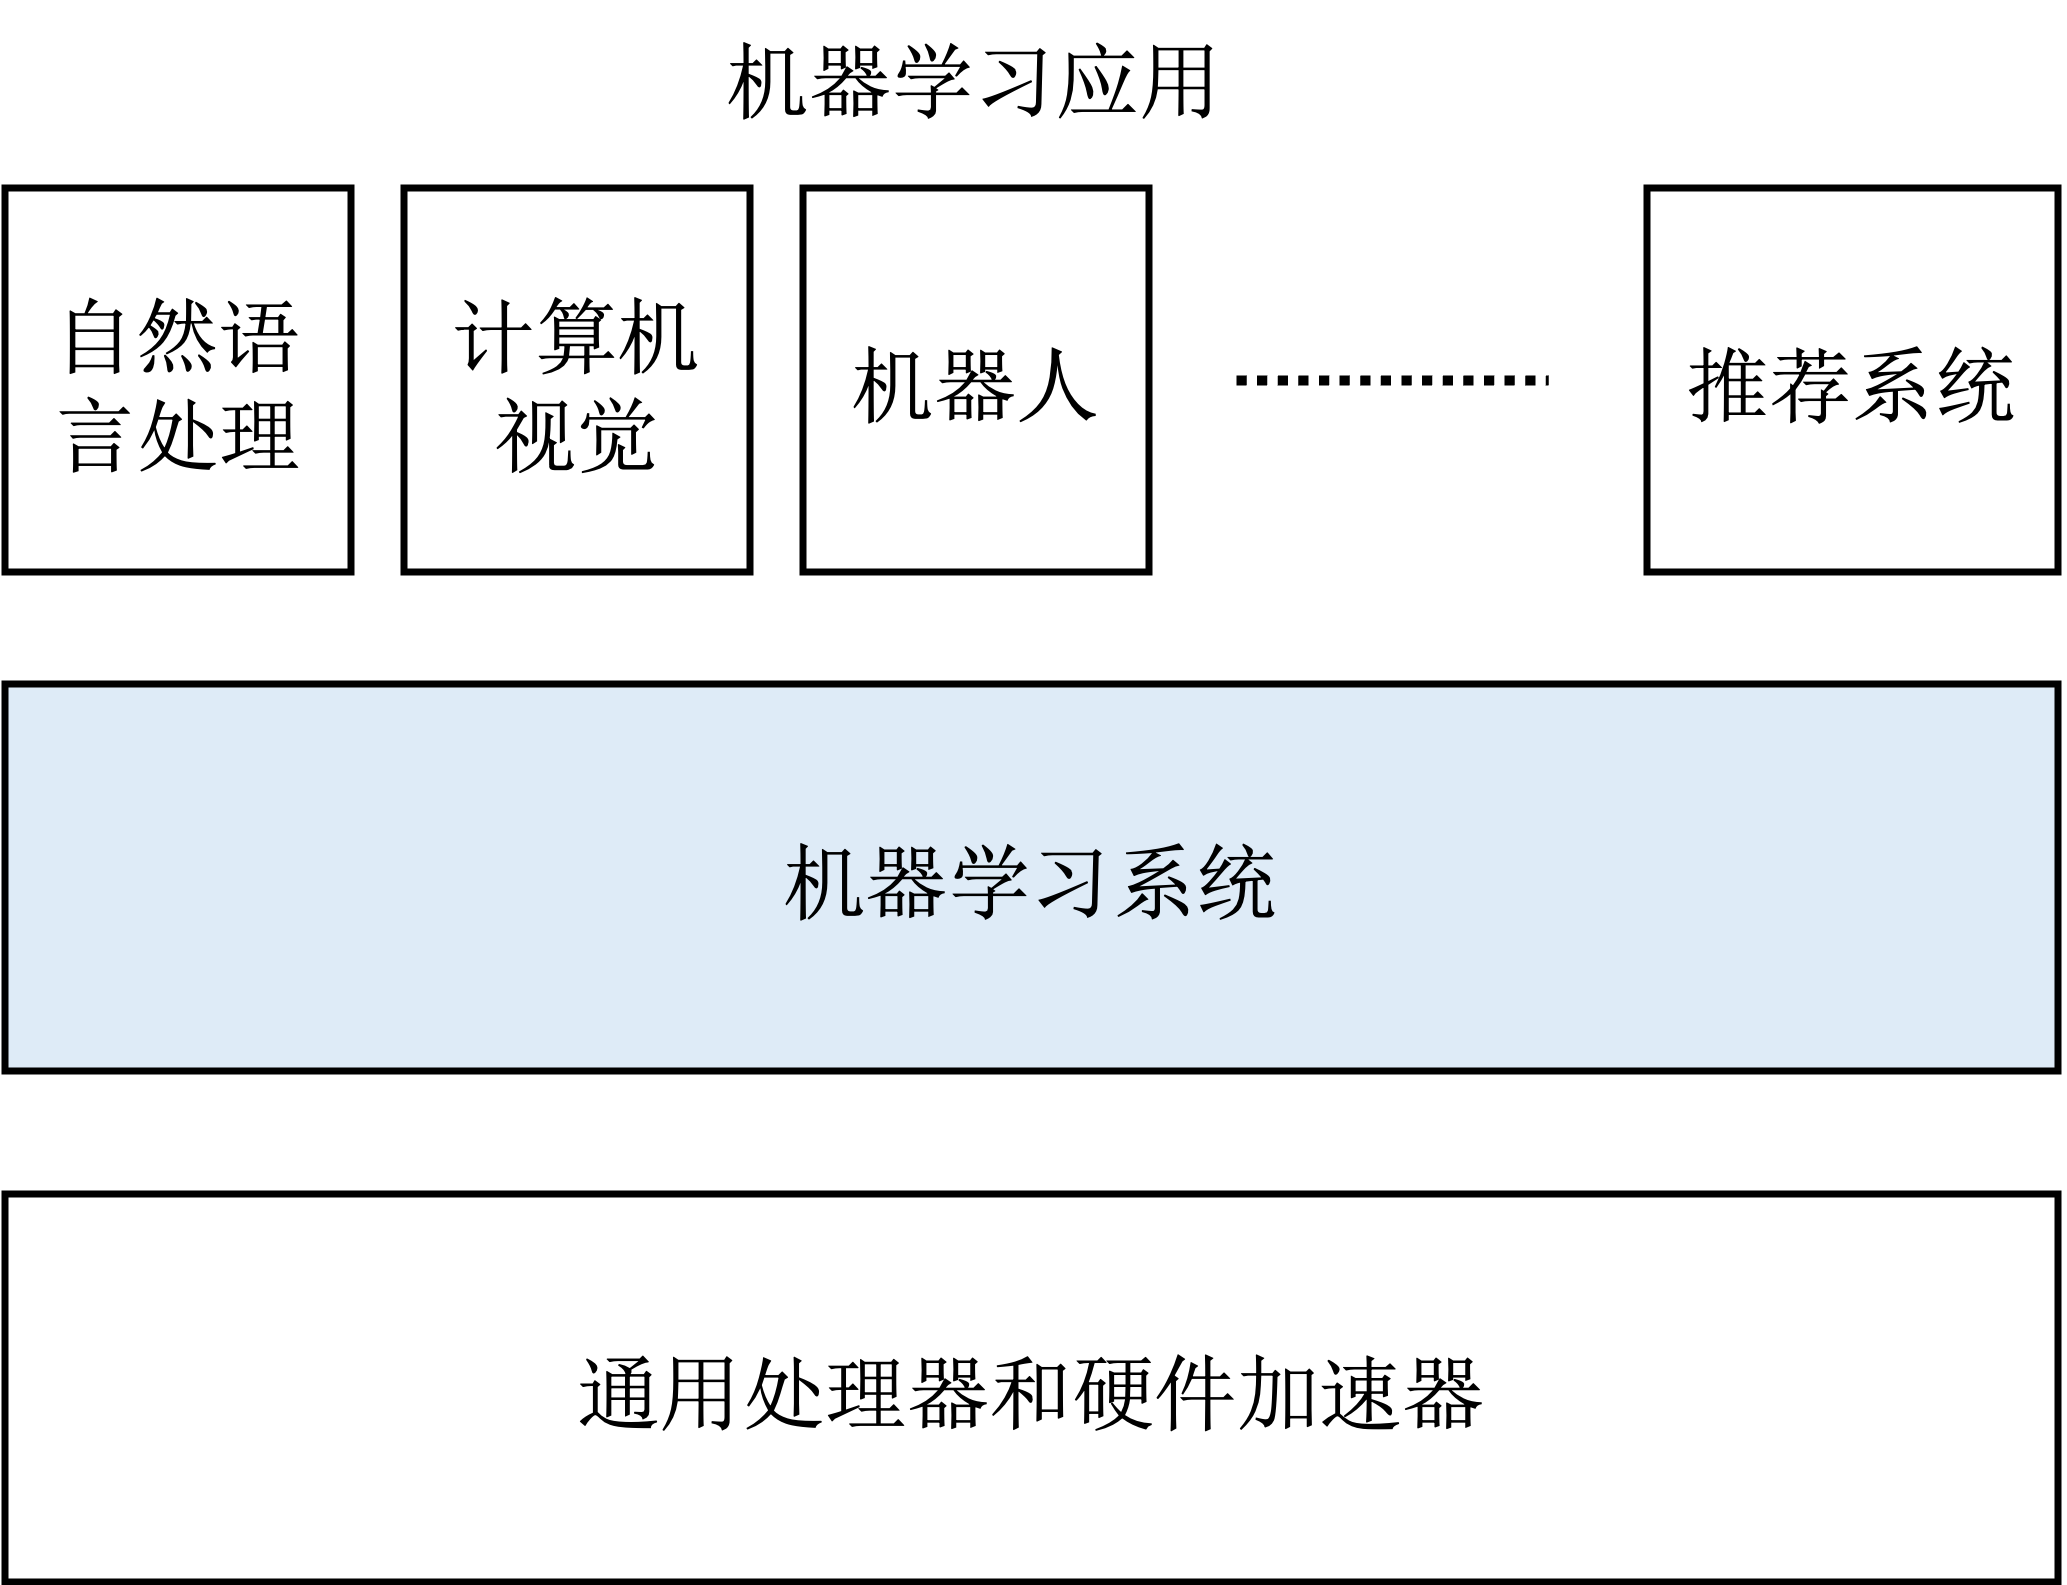 机器学习应用
自然语
言处理
计算机
视觉
机器人
推荐系统
机器学习系统
通用处理器和硬件加速器